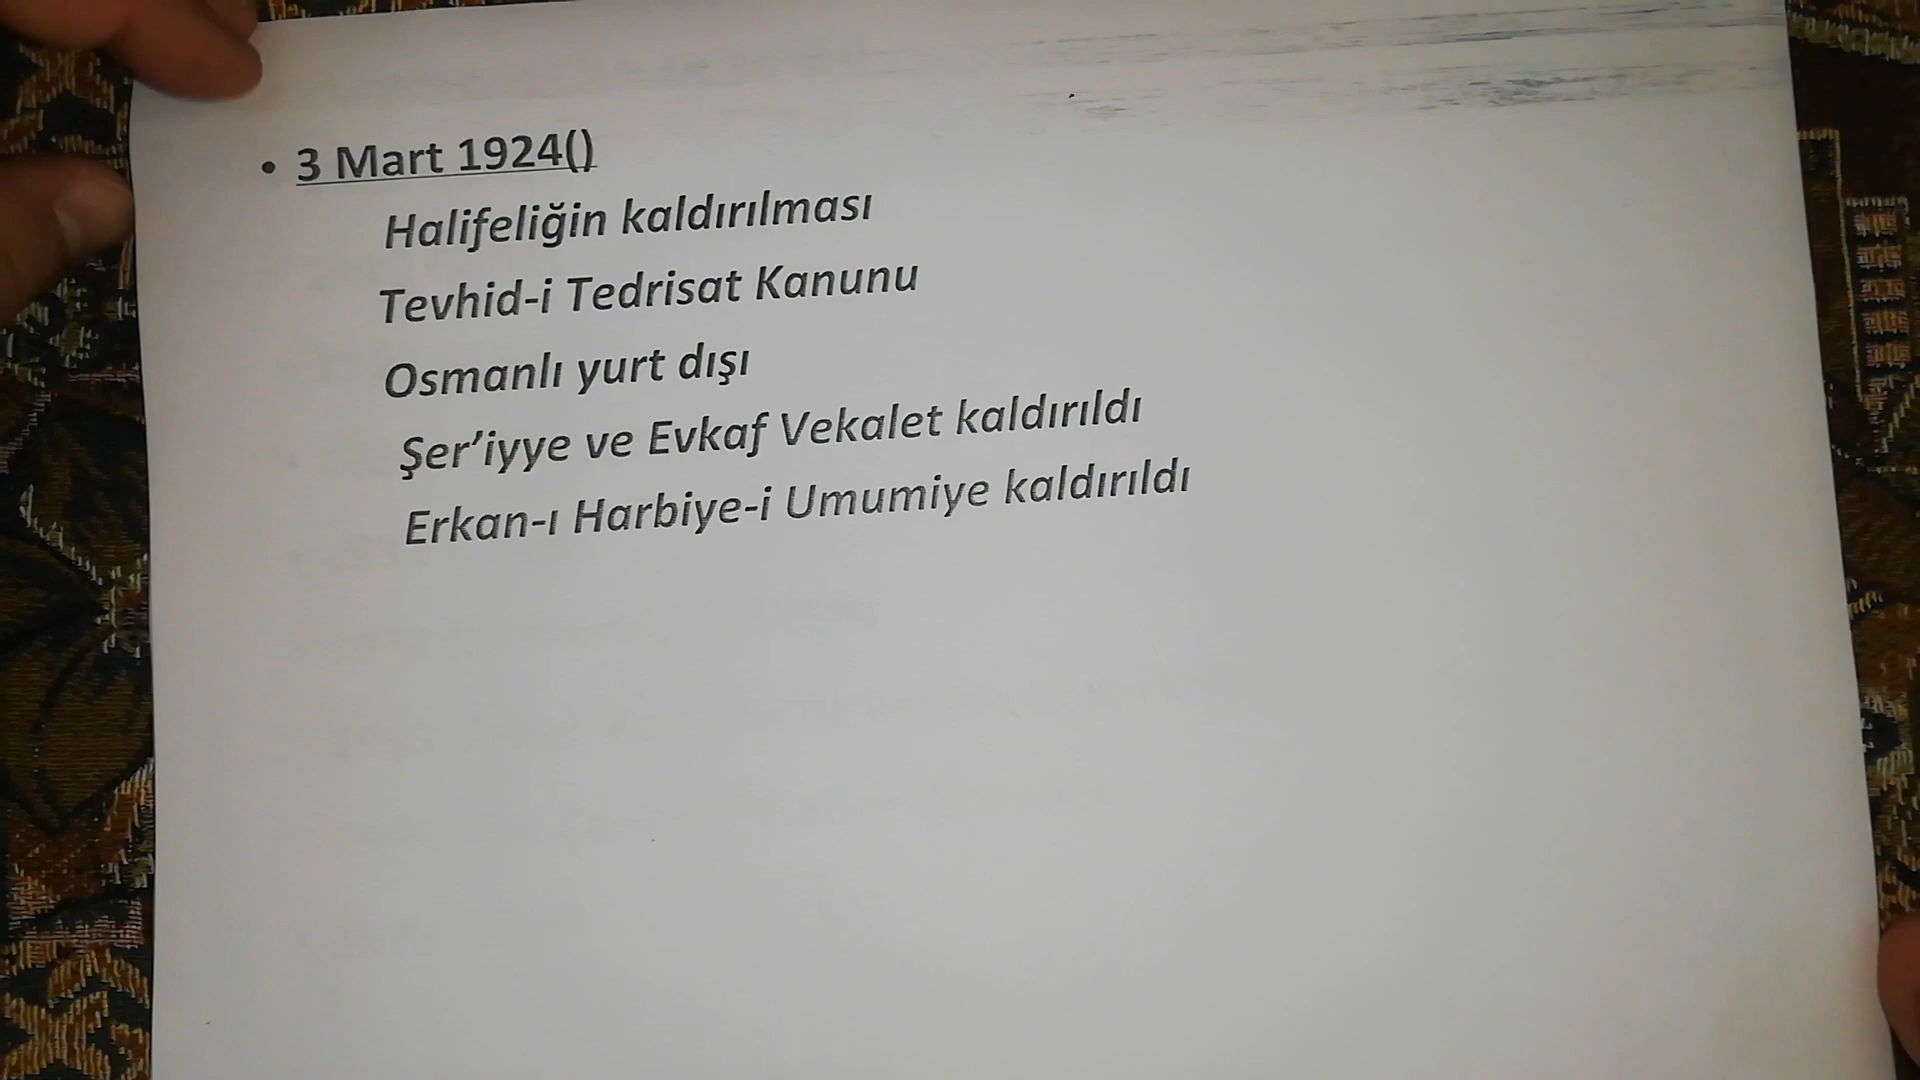 • 3 Mart 1924()
Halifeliğin kaldırılması
Tevhid-i Tedrisat Kanunu
Osmanlı yurt dışı
Şer’iyye ve Evkaf Vekalet kaldırıldı
Erkan-ı Harbiye-i Umumiye kaldırıldı